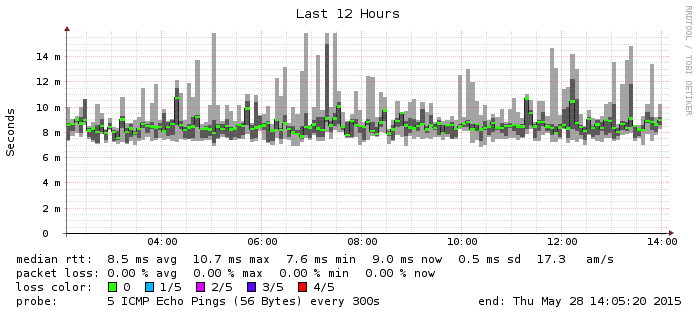 Last 12 Hours
RRDTOOL / TOBI OETIKER
Seconds
14 m
12 m
10 m
8 m
6 m
4 m
2 m
0
04:00 06:00 08:00 10:00 12:00 14:00
median rtt: 8.5 ms avg 10.7 ms max 7.6 ms min 9.0 ms now 0.5 ms sd 17.3 am/s
packet loss: 0.00 % avg 0.00 % max 0.00 % min 0.00 % now
loss color: 0 1/5 2/5 3/5 4/5
probe: 5 ICMP Echo Pings (56 Bytes) every 300s end: Thu May 28 14:05:20 2015